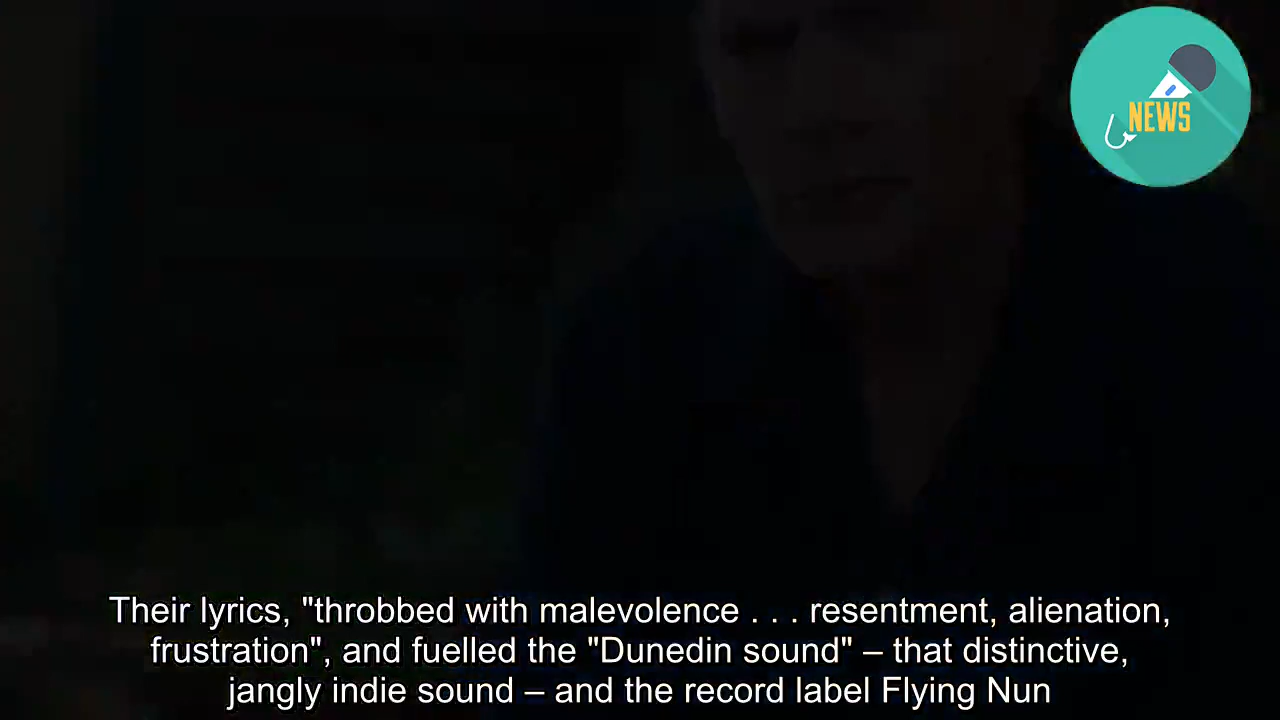 NEWS
Their lyrics, "throbbed with malevolence . . . resentment, alienation,
frustration", and fuelled the "Dunedin sound" – that distinctive,
jangly indie sound – and the record label Flying Nun